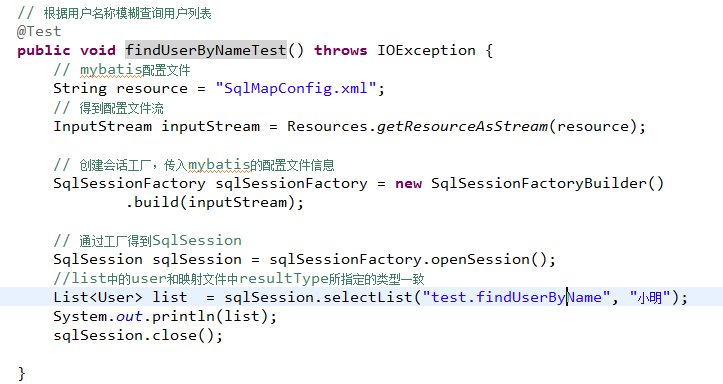 // 根据用户名称模糊查询用户列表
@Test
public void findUserByNameTest() throws IOException {
// mybatis配置文件
String resource = "SqlMapConfig.xml";
// 得到配置文件流
InputStream inputStream = Resources.getResourceAsStream(resource);
// 创建会话工厂，传入mybatis的配置文件信息
SqlSessionFactory sqlSessionFactory = new SqlSessionFactoryBuilder()
.build(inputStream);
// 通过工厂得到SqlSession
SqlSession sqlSession = sqlSessionFactory.openSession();
//list中的user和映射文件中resultType所指定的类型一致
List<User> list  = sqlSession.selectList("test.findUserByName", "小明");
System.out.println(list);
sqlSession.close();
}